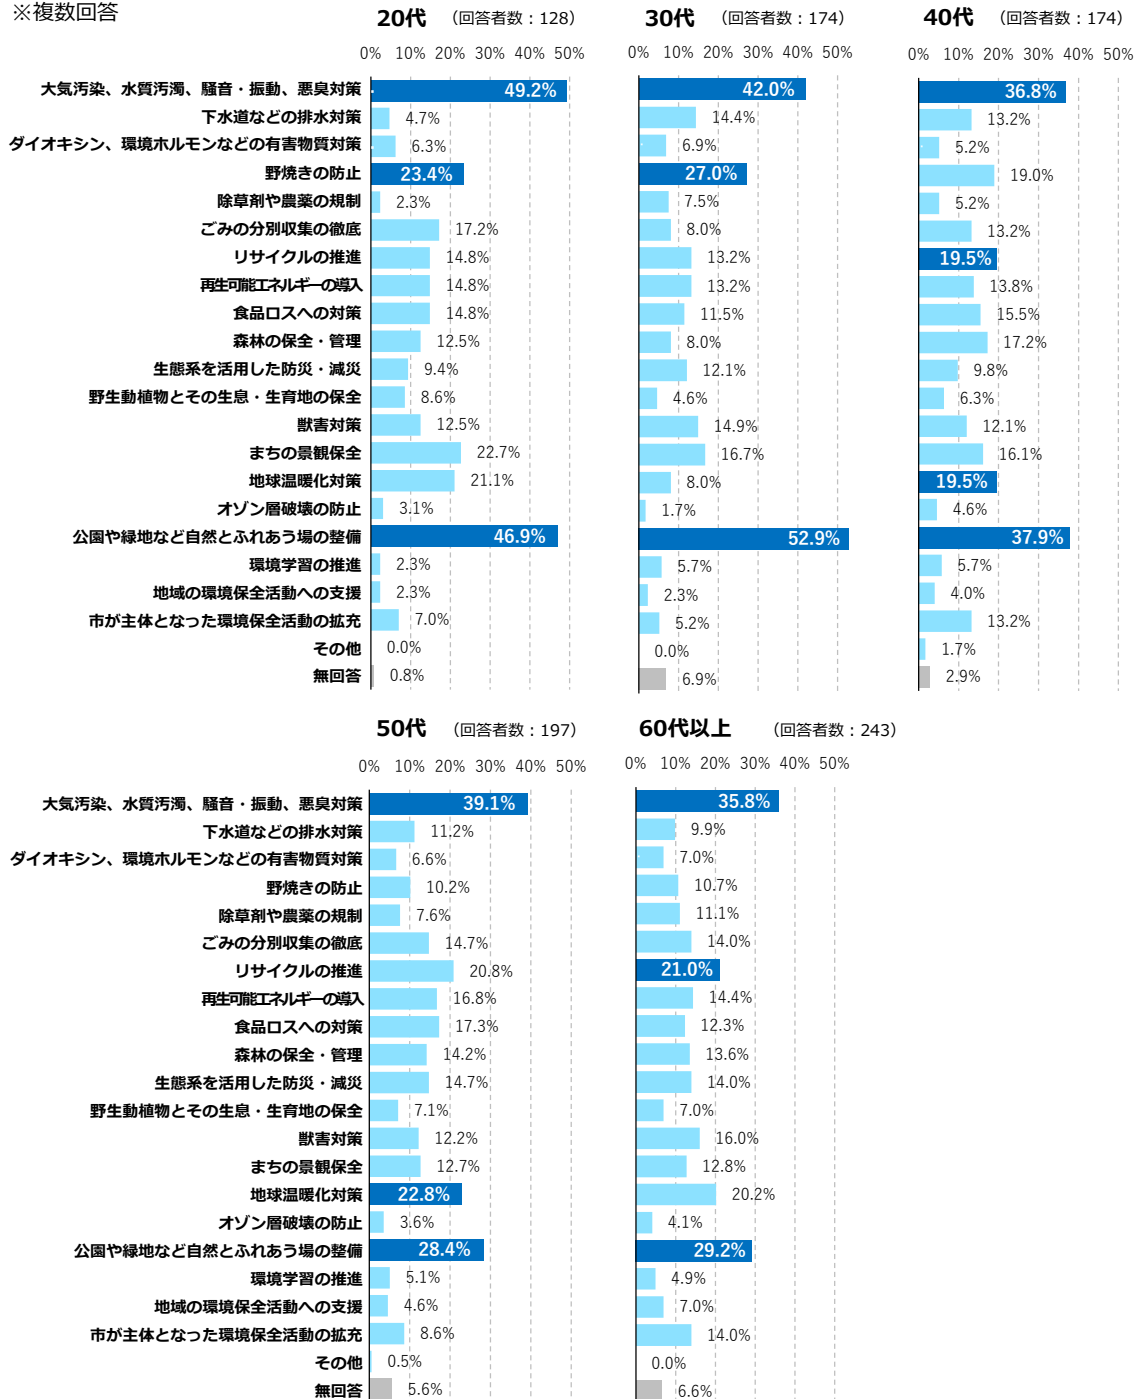 ※複数回答
20代 （回答者数：128） 30代 （回答者数：174） 40代 （回答者数：174）
0% 10% 20% 30% 40% 50% 0% 10% 20% 30% 40% 50% 0% 10% 20% 30% 40% 50%
大気汚染、水質汚濁、騒音・振動、悪臭対策 49.2% 42.0% 36.8%
下水道などの排水対策 4.7% 14.4% 13.2%
ダイオキシン、環境ホルモンなどの有害物質対策 6.3% 6.9% 5.2%
野焼きの防止 23.4% 27.0% 19.0%
除草剤や農薬の規制 2.3% 7.5% 5.2%
ごみの分別収集の徹底 17.2% 8.0% 13.2%
リサイクルの推進 14.8% 13.2% 19.5%
再生可能エネルギーの導入 14.8% 13.2% 13.8%
食品ロスへの対策 14.8% 11.5% 15.5%
森林の保全・管理 12.5% 8.0% 17.2%
生態系を活用した防災・減災 9.4% 12.1% 9.8%
野生動植物とその生息・生育地の保全 8.6% 4.6% 6.3%
獣害対策 12.5% 14.9% 12.1%
まちの景観保全 22.7% 16.7% 16.1%
地球温暖化対策 21.1% 8.0% 19.5%
オゾン層破壊の防止 3.1% 1.7% 4.6%
公園や緑地など自然とふれあう場の整備 46.9% 52.9% 37.9%
環境学習の推進 2.3% 5.7% 5.7%
地域の環境保全活動への支援 2.3% 2.3% 4.0%
市が主体となった環境保全活動の拡充 7.0% 5.2% 13.2%
その他 0.0% 0.0% 1.7%
無回答 0.8% 6.9% 2.9%
50代 （回答者数：197） 60代以上 （回答者数：243）
0% 10% 20% 30% 40% 50% 0% 10% 20% 30% 40% 50%
大気汚染、水質汚濁、騒音・振動、悪臭対策 39.1% 35.8%
下水道などの排水対策 11.2% 9.9%
ダイオキシン、環境ホルモンなどの有害物質対策 6.6% 7.0%
野焼きの防止 10.2% 10.7%
除草剤や農薬の規制 7.6% 11.1%
ごみの分別収集の徹底 14.7% 14.0%
リサイクルの推進 20.8% 21.0%
再生可能エネルギーの導入 16.8% 14.4%
食品ロスへの対策 17.3% 12.3%
森林の保全・管理 14.2% 13.6%
生態系を活用した防災・減災 14.7% 14.0%
野生動植物とその生息・生育地の保全 7.1% 7.0%
獣害対策 12.2% 16.0%
まちの景観保全 12.7% 12.8%
地球温暖化対策 22.8% 20.2%
オゾン層破壊の防止 3.6% 4.1%
公園や緑地など自然とふれあう場の整備 28.4% 29.2%
環境学習の推進 5.1% 4.9%
地域の環境保全活動への支援 4.6% 7.0%
市が主体となった環境保全活動の拡充 8.6% 14.0%
その他 0.5% 0.0%
無回答 5.6% 6.6%